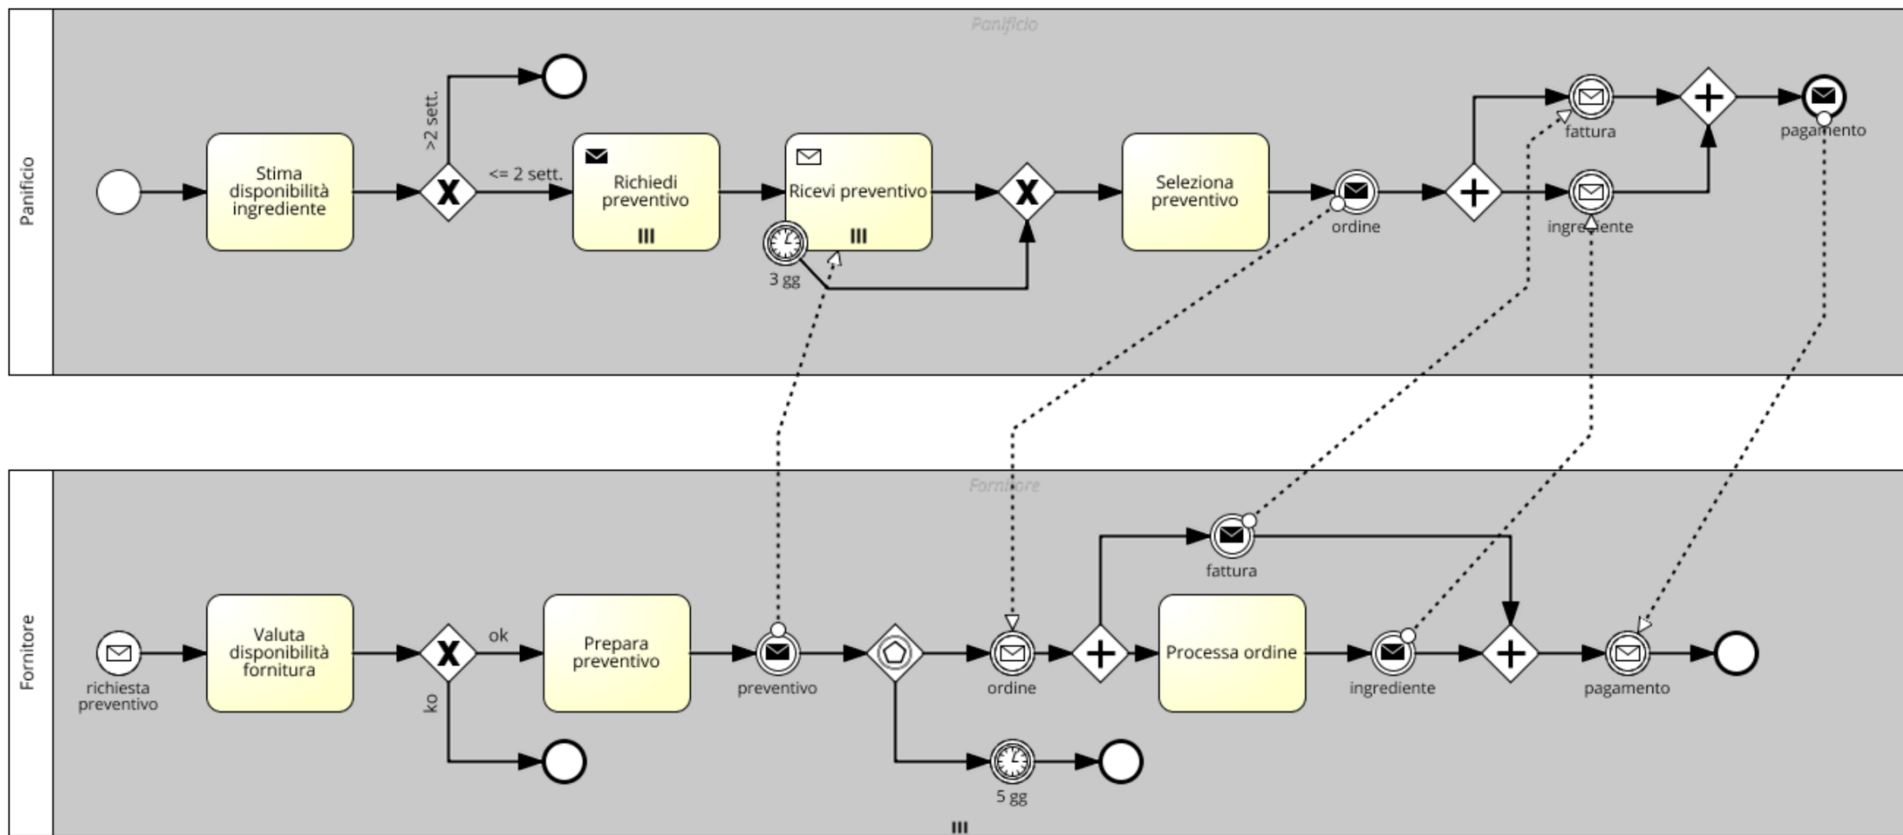 Panificio
Panificio
>2 sett.
<= 2 sett.
Stima
disponibilità
ingrediente
Richiedi
preventivo
Ricevi preventivo
3 gg
Seleziona
preventivo
ordine
fattura
ingrediente
pagamento
Fornitore
Fornitore
richiesta
preventivo
Valuta
disponibilità
fornitura
ok
ko
Prepara
preventivo
preventivo
ordine
5 gg
fattura
Processa ordine
ingrediente
pagamento